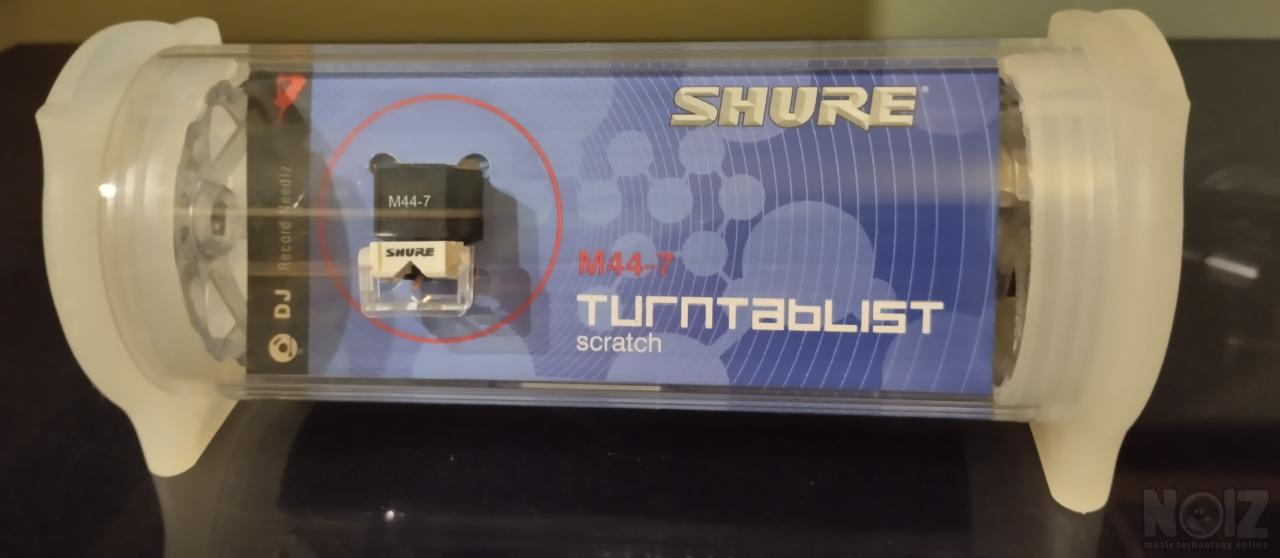 SHURE
M44-7
SHURE
M44-7
TURNTABLIST
scratch
DJ Record Needlz
NOIZ
music technology online